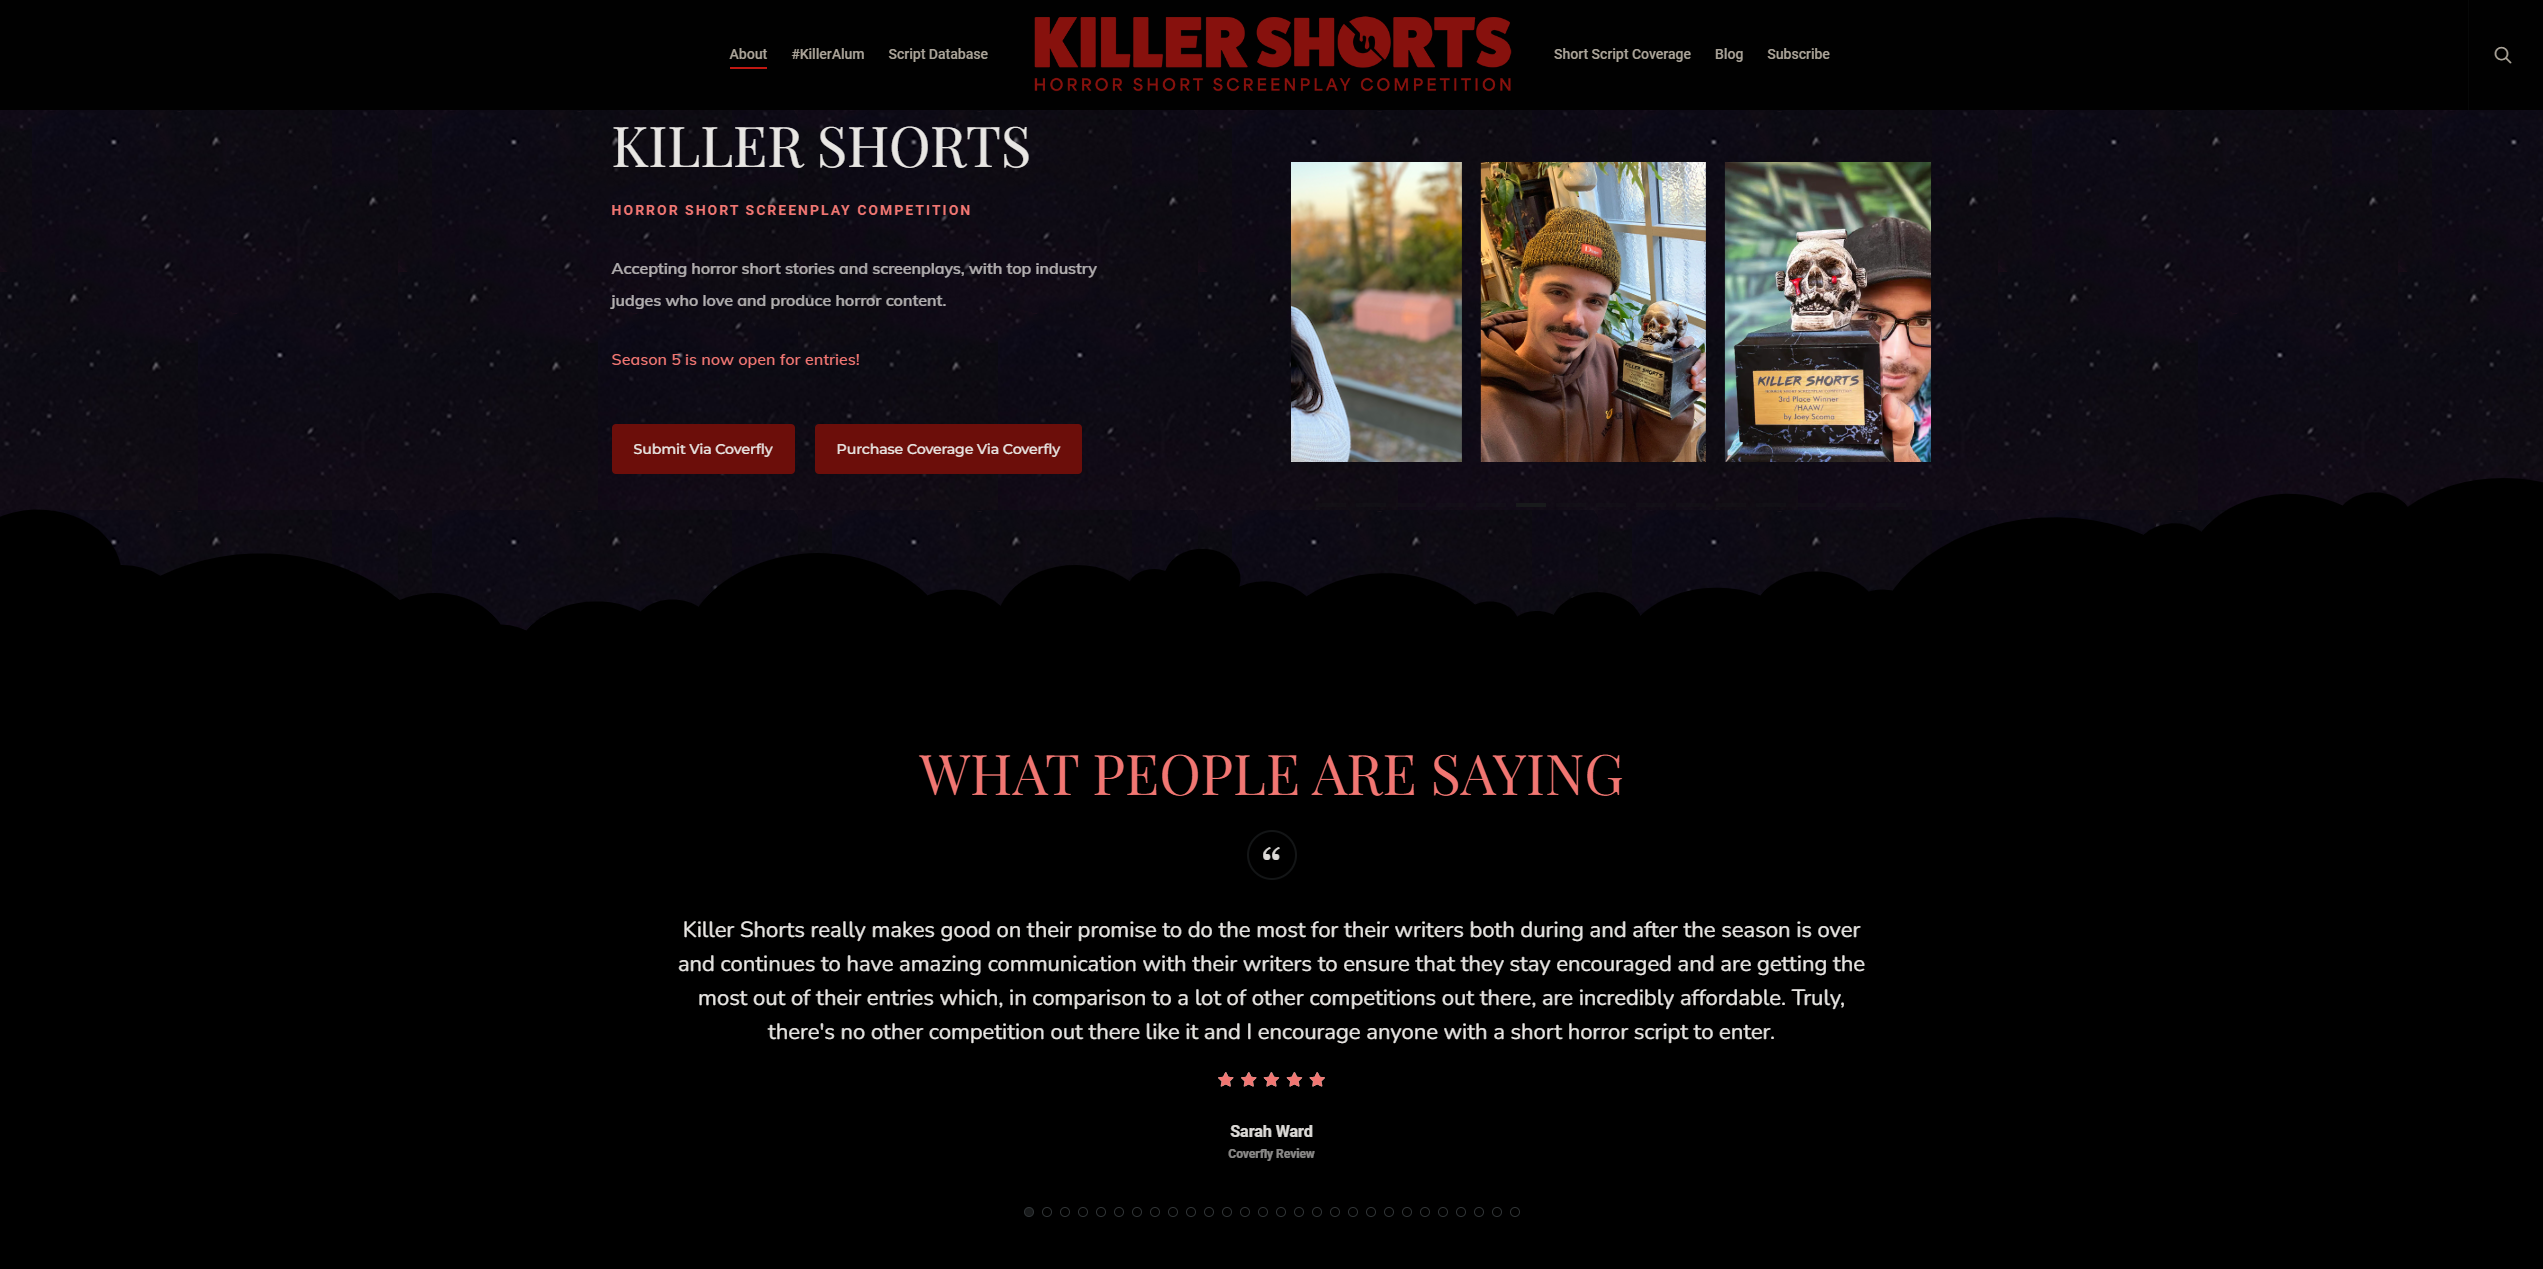 About
#KillerAlum
Script Database
KILLER SHORTS
HORROR SHORT SCREENPLAY COMPETITION
Short Script Coverage
Blog
Subscribe
KILLER SHORTS
HORROR SHORT SCREENPLAY COMPETITION
Accepting horror short stories and screenplays, with top industry
judges who love and produce horror content.
Season 5 is now open for entries!
Submit Via Coverfly
Purchase Coverage Via Coverfly
KILLER SHORTS
KILLER SHORTS
3rd Place Winner
/HAAW/
by Joey Scoma
WHAT PEOPLE ARE SAYING
“
Killer Shorts really makes good on their promise to do the most for their writers both during and after the season is over
and continues to have amazing communication with their writers to ensure that they stay encouraged and are getting the
most out of their entries which, in comparison to a lot of other competitions out there, are incredibly affordable. Truly,
there's no other competition out there like it and I encourage anyone with a short horror script to enter.
Sarah Ward
Coverfly Review